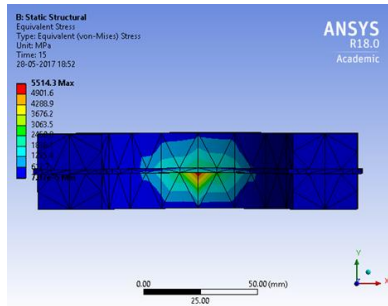 B: Static Structural
Equivalent Stress
Type: Equivalent (von-Mises) Stress
Unit: MPa
Time: 15
28-05-2017 18:52
ANSYS
R18.0
Academic
5514.3 Max
4901.6
4288.9
3676.2
3063.5
0.00
50.00 (mm)
25.00
Y
X